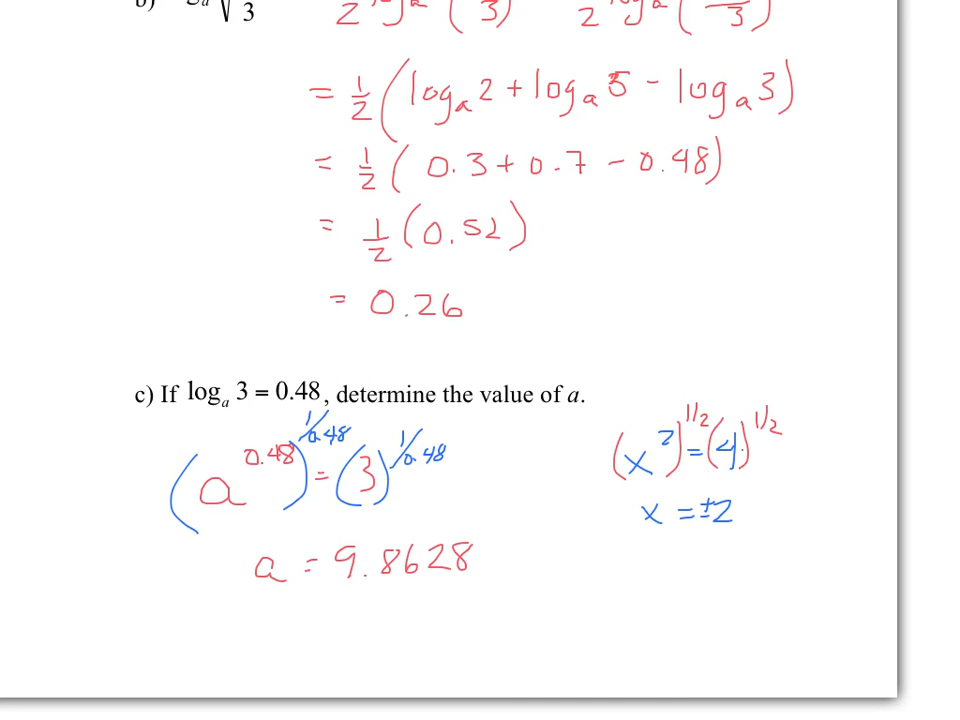 3
= 1/2 (log_a 2 + log_a 5 - log_a 3)
= 1/2 ( 0.3 + 0.7 - 0.48)
= 1/2 (0.52)
= 0.26
c) If log_a 3 = 0.48, determine the value of a.
(a^0.48)^1/0.48 = (3)^1/0.48
a = 9.8628
(x^2)^1/2 = (4)^1/2
x = ±2